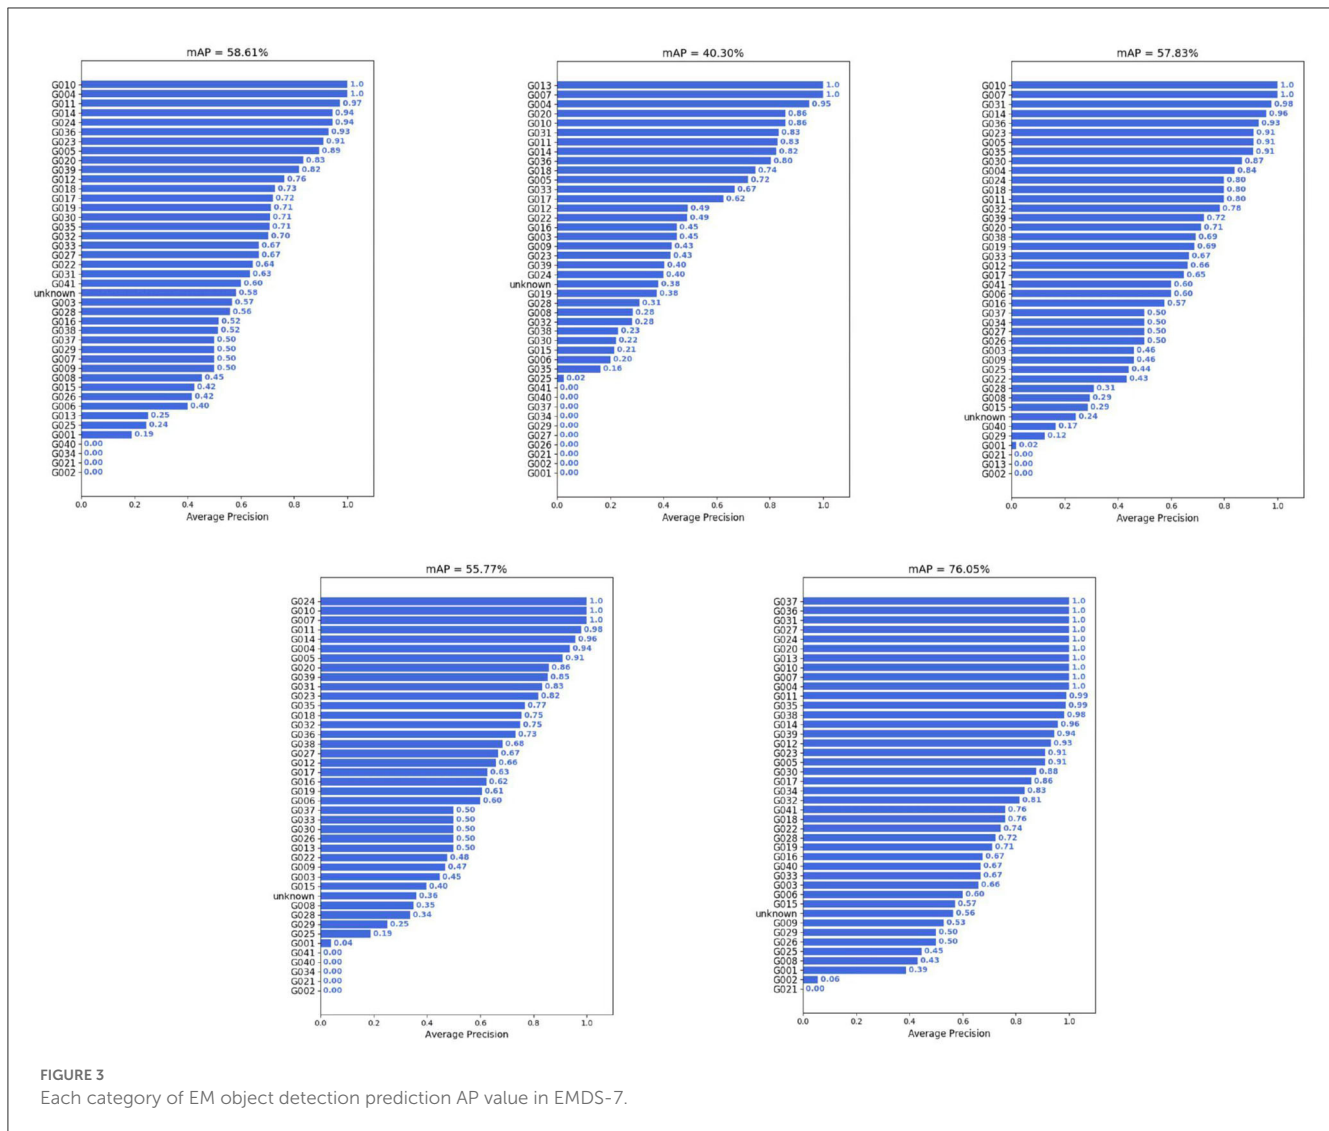 mAP = 58.61%
G010 1.0
G004 1.0
G011 0.97
G014 0.94
G024 0.94
G036 0.93
G023 0.91
G005 0.89
G020 0.83
G039 0.82
G012 0.76
G018 0.73
G017 0.72
G019 0.71
G030 0.71
G035 0.71
G032 0.70
G033 0.67
G027 0.67
G022 0.64
G031 0.63
G041 0.60
unknown 0.58
G003 0.57
G028 0.56
G016 0.52
G038 0.52
G037 0.50
G029 0.50
G007 0.50
G009 0.50
G008 0.45
G015 0.42
G026 0.42
G006 0.40
G013 0.25
G025 0.24
G001 0.19
G040 0.00
G034 0.00
G021 0.00
G002 0.00
0.0 0.2 0.4 0.6 0.8 1.0
Average Precision
mAP = 40.30%
G013 1.0
G007 1.0
G004 0.95
G020 0.86
G010 0.86
G031 0.83
G011 0.83
G014 0.82
G036 0.80
G018 0.74
G005 0.72
G033 0.67
G017 0.62
G012 0.49
G022 0.49
G016 0.45
G003 0.45
G009 0.43
G023 0.43
G039 0.40
G024 0.40
unknown 0.38
G019 0.38
G028 0.31
G008 0.28
G032 0.28
G038 0.23
G030 0.22
G015 0.21
G006 0.20
G035 0.16
G025 0.02
G041 0.00
G040 0.00
G037 0.00
G034 0.00
G029 0.00
G027 0.00
G026 0.00
G021 0.00
G002 0.00
G001 0.00
0.0 0.2 0.4 0.6 0.8 1.0
Average Precision
mAP = 57.83%
G010 1.0
G007 1.0
G031 0.98
G014 0.96
G036 0.93
G023 0.91
G005 0.91
G035 0.91
G030 0.87
G004 0.84
G024 0.80
G018 0.80
G011 0.80
G032 0.78
G039 0.72
G020 0.71
G038 0.69
G019 0.69
G033 0.67
G012 0.66
G017 0.65
G041 0.60
G006 0.60
G016 0.57
G037 0.50
G034 0.50
G027 0.50
G026 0.50
G003 0.46
G009 0.46
G025 0.44
G022 0.43
G028 0.31
G008 0.29
G015 0.29
unknown 0.24
G040 0.17
G029 0.12
G001 0.02
G021 0.00
G013 0.00
G002 0.00
0.0 0.2 0.4 0.6 0.8 1.0
Average Precision
mAP = 55.77%
G024 1.0
G010 1.0
G007 1.0
G011 0.98
G014 0.96
G004 0.94
G005 0.91
G020 0.86
G039 0.85
G031 0.83
G023 0.82
G035 0.77
G018 0.75
G032 0.75
G036 0.73
G038 0.68
G027 0.67
G012 0.66
G017 0.63
G016 0.62
G019 0.61
G006 0.60
G037 0.50
G033 0.50
G030 0.50
G026 0.50
G013 0.50
G022 0.48
G009 0.47
G003 0.45
G015 0.40
unknown 0.36
G008 0.35
G028 0.34
G029 0.25
G025 0.19
G001 0.04
G041 0.00
G040 0.00
G034 0.00
G021 0.00
G002 0.00
0.0 0.2 0.4 0.6 0.8 1.0
Average Precision
mAP = 76.05%
G037 1.0
G036 1.0
G031 1.0
G027 1.0
G024 1.0
G020 1.0
G013 1.0
G010 1.0
G007 1.0
G004 1.0
G011 0.99
G035 0.99
G038 0.98
G014 0.96
G039 0.94
G012 0.93
G023 0.91
G005 0.91
G030 0.88
G017 0.86
G034 0.83
G032 0.81
G041 0.76
G018 0.76
G022 0.74
G028 0.72
G019 0.71
G016 0.67
G040 0.67
G033 0.67
G003 0.66
G006 0.60
G015 0.57
unknown 0.56
G009 0.53
G029 0.50
G026 0.50
G025 0.45
G008 0.43
G001 0.39
G002 0.06
G021 0.00
0.0 0.2 0.4 0.6 0.8 1.0
Average Precision
FIGURE 3
Each category of EM object detection prediction AP value in EMDS-7.